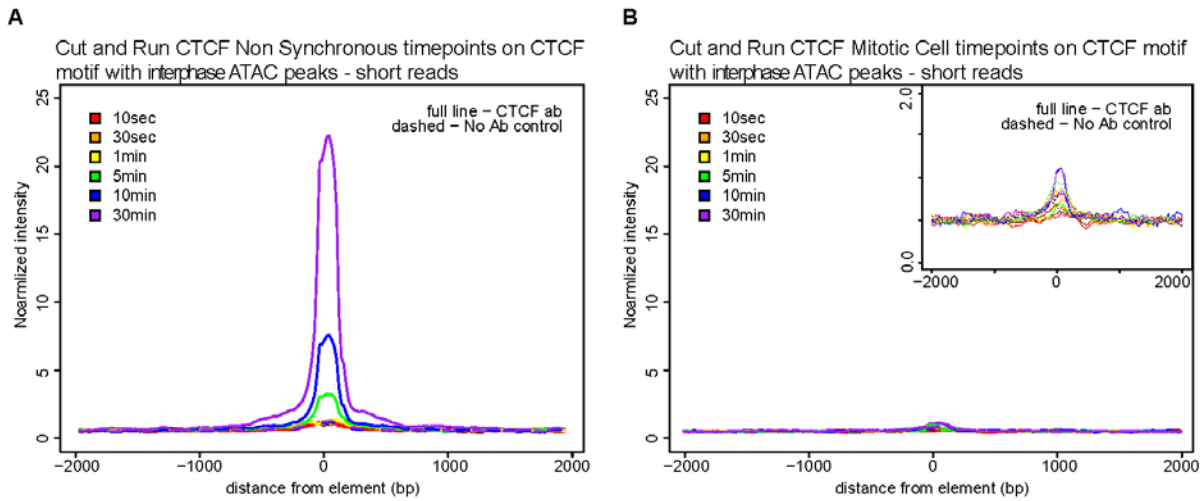 A
Cut and Run CTCF Non Synchronous timepoints on CTCF
motif with interphase ATAC peaks - short reads
25
20
15
10
5
0
Noarmlized intensity
10sec
30sec
1min
5min
10min
30min
full line – CTCF ab
dashed – No Ab control
−2000
−1000
0
1000
2000
distance from element (bp)
B
Cut and Run CTCF Mitotic Cell timepoints on CTCF motif
with interphase ATAC peaks - short reads
25
20
15
10
5
0
Noarmlized intensity
10sec
30sec
1min
5min
10min
30min
full line – CTCF ab
dashed – No Ab control
2.0
0.0
−2000
0
2000
−2000
−1000
0
1000
2000
distance from element (bp)